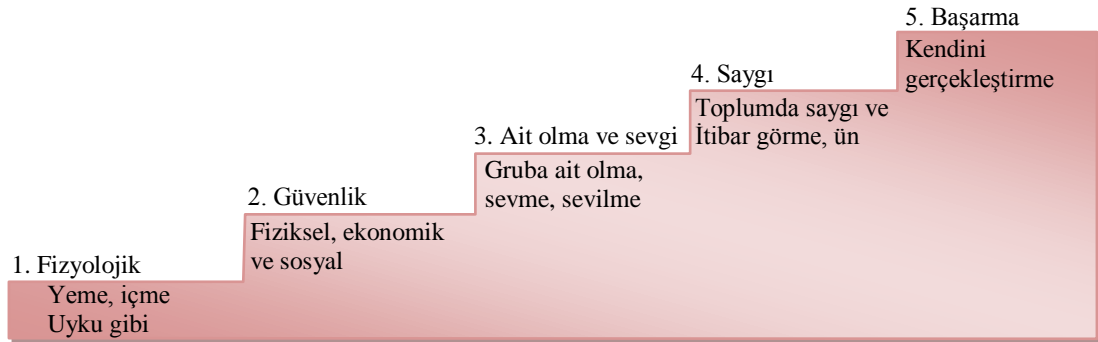 5. Başarma
Kendini
gerçekleştirme
4. Saygı
Toplumda saygı ve
İtibar görme, ün
3. Ait olma ve sevgi
Gruba ait olma,
sevme, sevilme
2. Güvenlik
Fiziksel, ekonomik
ve sosyal
1. Fizyolojik
Yeme, içme
Uyku gibi